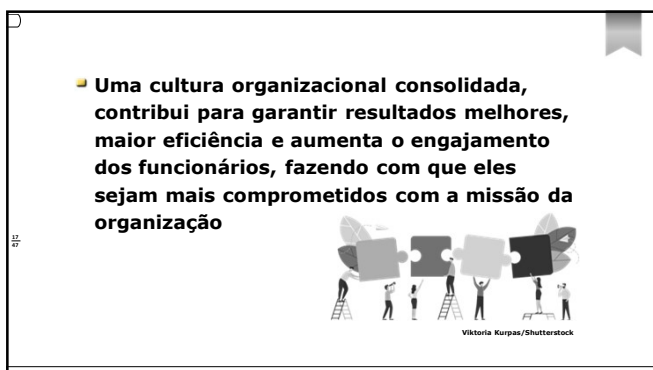 Uma cultura organizacional consolidada,
contribui para garantir resultados melhores,
maior eficiência e aumenta o engajamento
dos funcionários, fazendo com que eles
sejam mais comprometidos com a missão da
organização
17
47
Viktoria Kurpas/Shutterstock